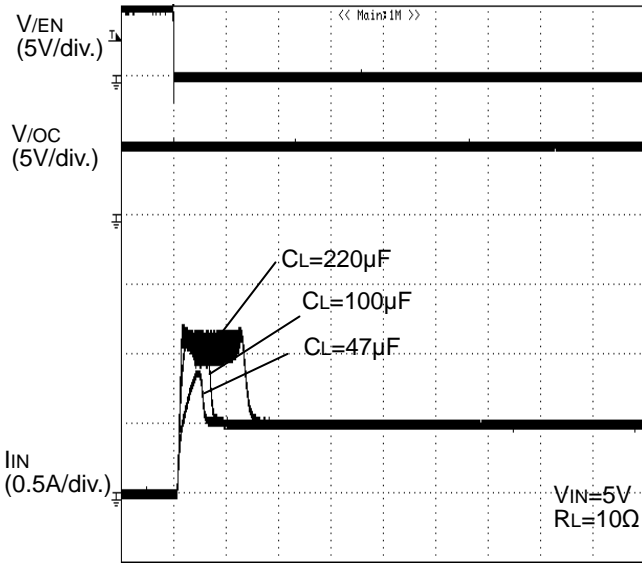 V/EN
(5V/div.)
<< Main:1M >>
V/OC
(5V/div.)
CL=220μF
CL=100μF
CL=47μF
IIN
(0.5A/div.)
VIN=5V
RL=10Ω